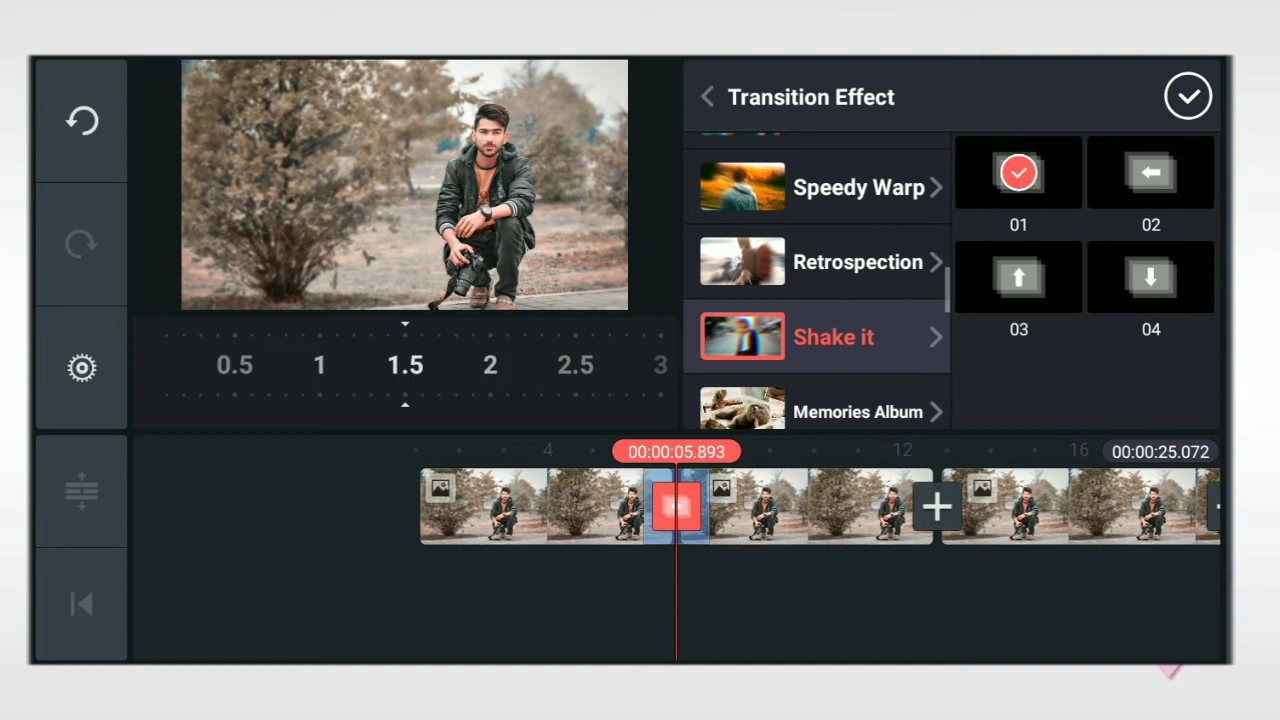 Transition Effect
Speedy Warp
Retrospection
Shake it
Memories Album
01
02
03
04
0.5 1 1.5 2 2.5 3
4 00:00:05.893 12 16 00:00:25.072